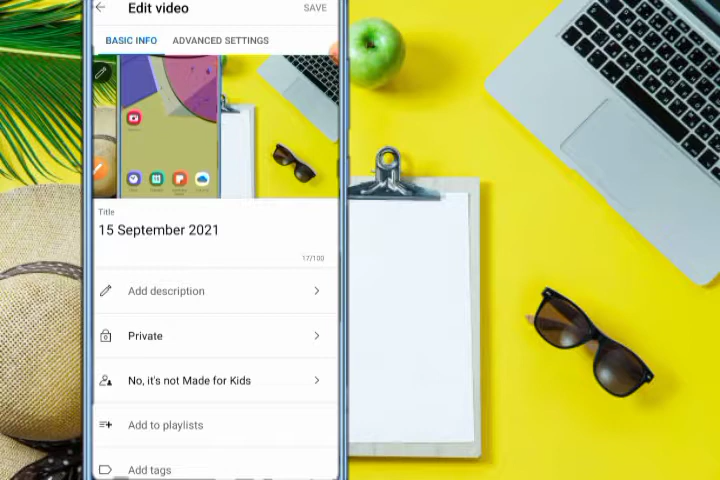 Edit video
SAVE
BASIC INFO
ADVANCED SETTINGS
Title
15 September 2021
17/100
Add description
Private
No, it's not Made for Kids
Add to playlists
Add tags